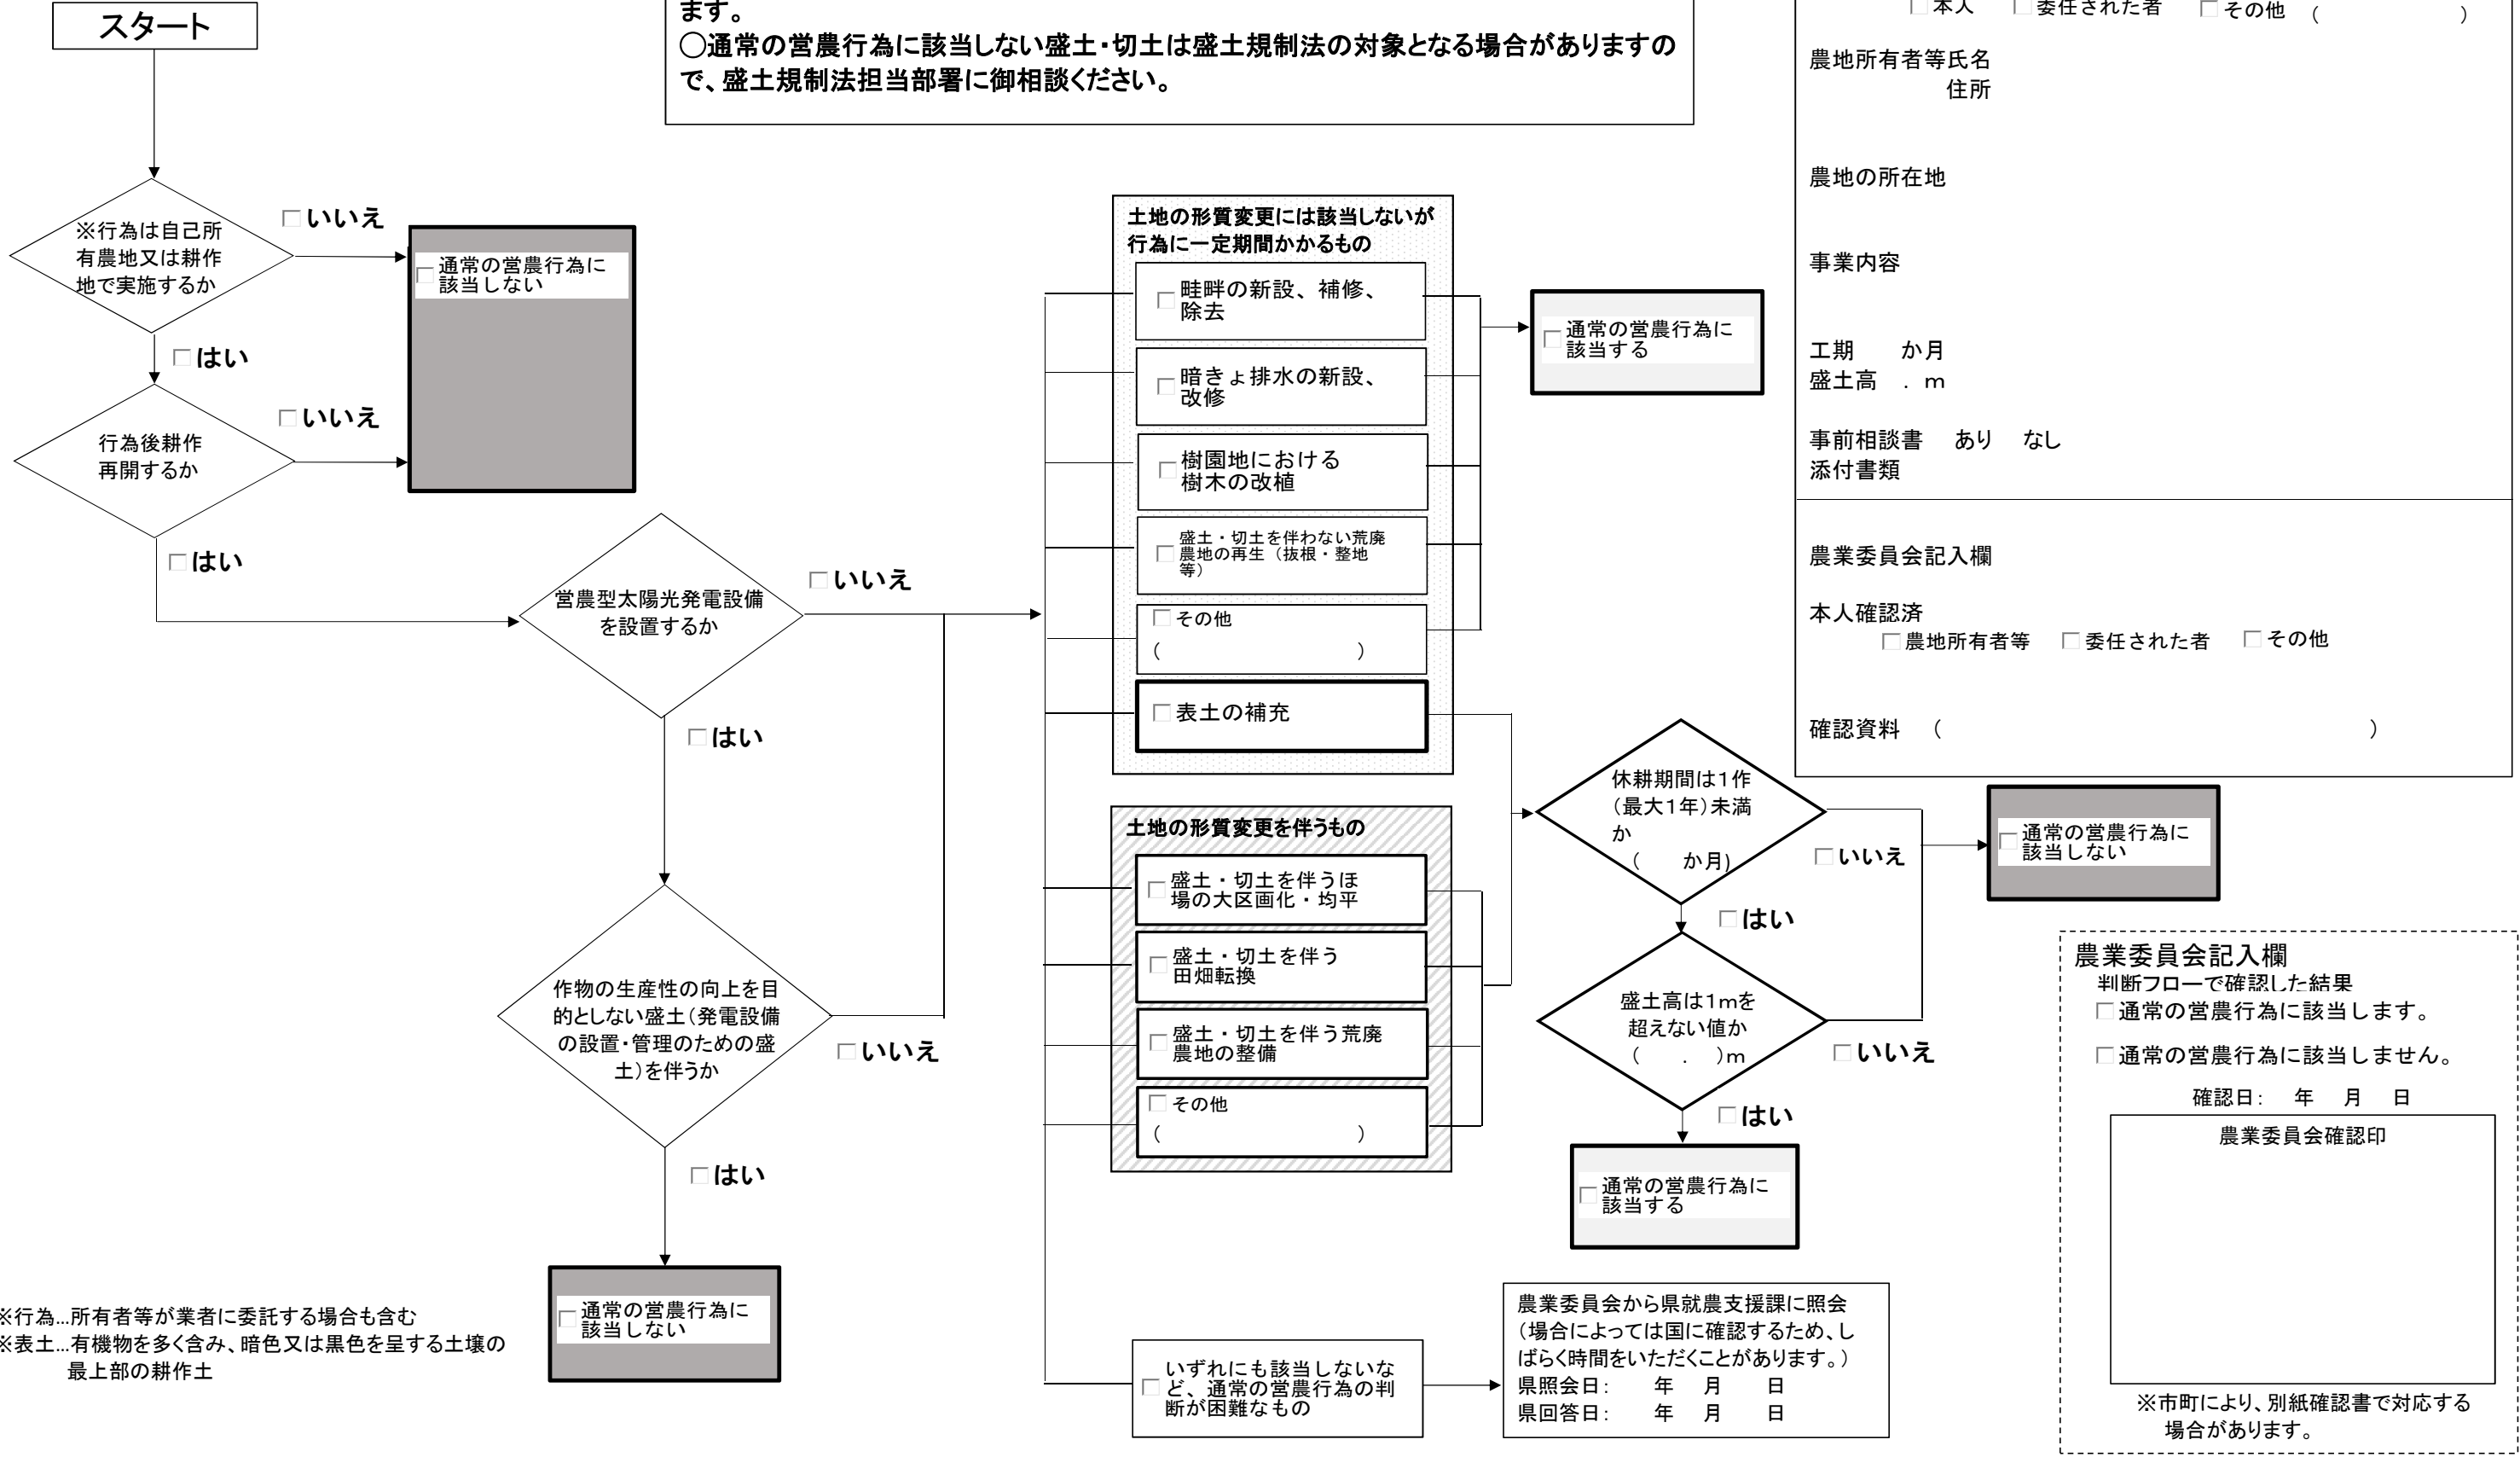 スタート
ます。
○通常の営農行為に該当しない盛土・切土は盛土規制法の対象となる場合がありますの
で、盛土規制法担当部署に御相談ください。
※行為は自己所
有農地又は耕作
地で実施するか
いいえ
はい
通常の営農行為に
該当しない
行為後耕作
再開するか
いいえ
はい
営農型太陽光発電設備
を設置するか
いいえ
はい
作物の生産性の向上を目
的としない盛土(発電設備
の設置・管理のための盛
土)を伴うか
いいえ
はい
通常の営農行為に
該当しない
※行為…所有者等が業者に委託する場合も含む
※表土…有機物を多く含み、暗色又は黒色を呈する土壌の
最上部の耕作土
土地の形質変更には該当しないが
行為に一定期間かかるもの
畦畔の新設、補修、
除去
暗きょ排水の新設、
改修
樹園地における
樹木の改植
盛土・切土を伴わない荒廃
農地の再生(抜根・整地
等)
その他
( )
表土の補充
通常の営農行為に
該当する
土地の形質変更を伴うもの
盛土・切土を伴うほ
場の大区画化・均平
盛土・切土を伴う
田畑転換
盛土・切土を伴う荒廃
農地の整備
その他
( )
休耕期間は1作
(最大1年)未満
か
( か月)
いいえ
はい
盛土高は1mを
超えない値か
( . )m
いいえ
はい
通常の営農行為に
該当しない
通常の営農行為に
該当する
いずれにも該当しないな
ど、通常の営農行為の判
断が困難なもの
農業委員会から県就農支援課に照会
(場合によっては国に確認するため、し
ばらく時間をいただくことがあります。)
県照会日: 年 月 日
県回答日: 年 月 日
本人 委任された者 その他 ( )
農地所有者等氏名
住所
農地の所在地
事業内容
工期 か月
盛土高 . m
事前相談書 あり なし
添付書類
農業委員会記入欄
本人確認済
農地所有者等 委任された者 その他
確認資料 ( )
農業委員会記入欄
判断フローで確認した結果
通常の営農行為に該当します。
通常の営農行為に該当しません。
確認日: 年 月 日
農業委員会確認印
※市町により、別紙確認書で対応する
場合があります。